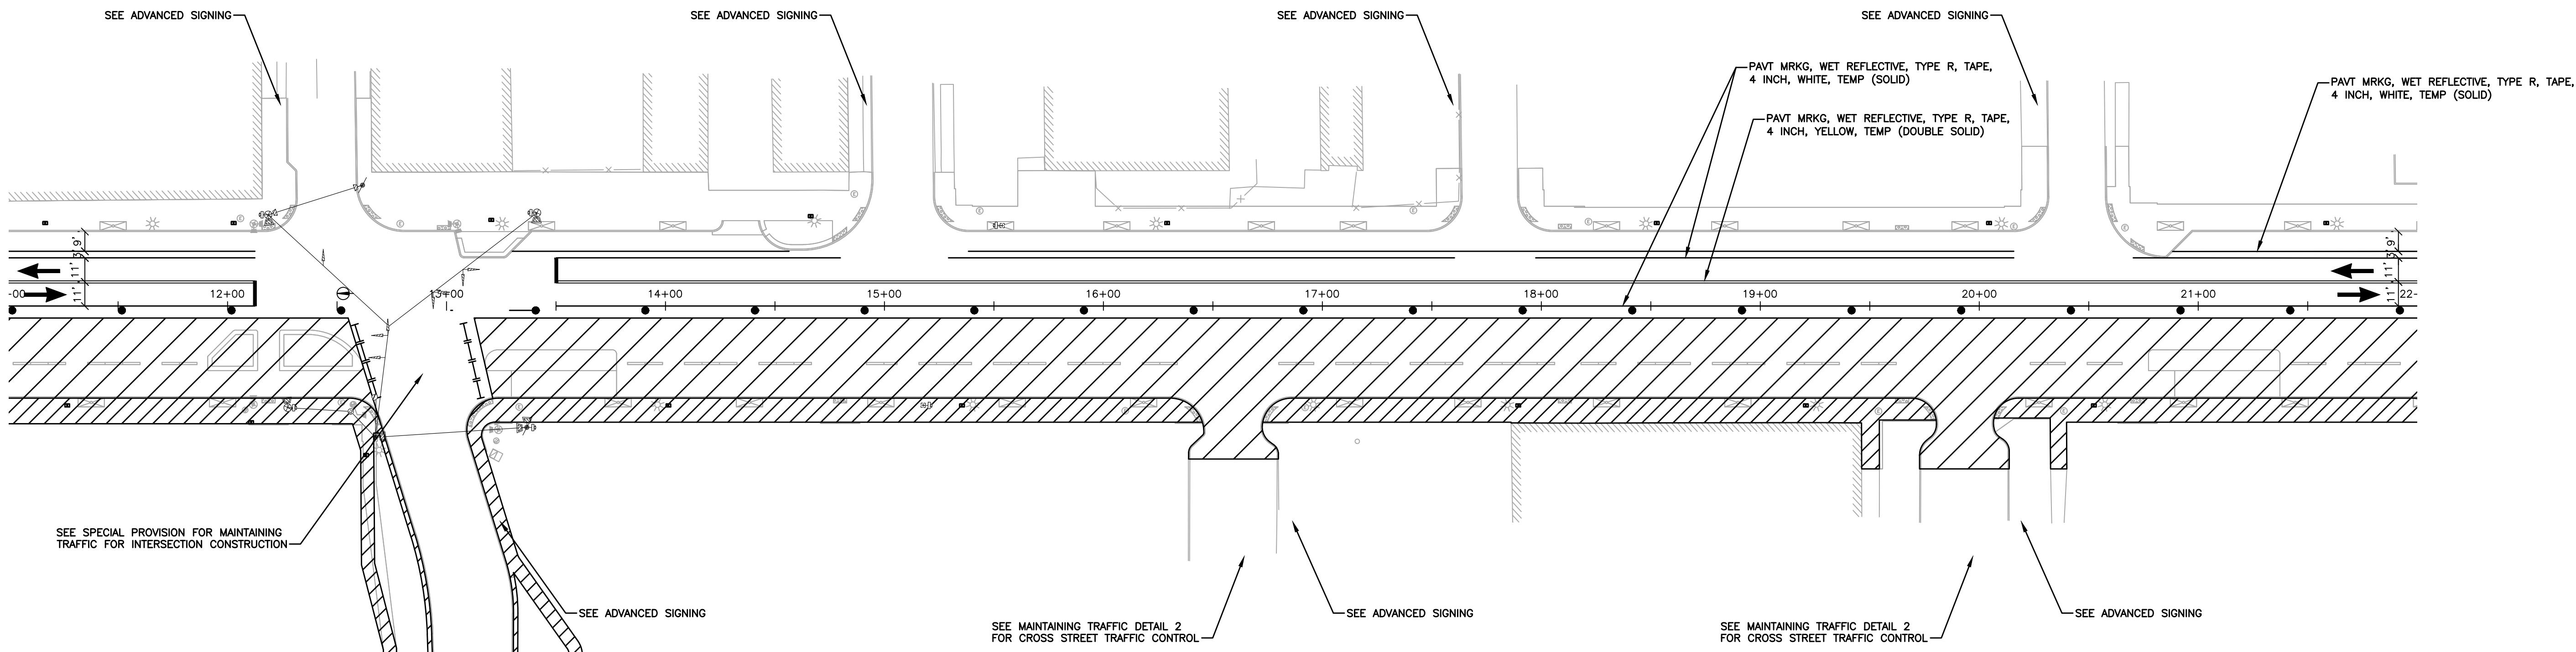 SEE ADVANCED SIGNING
SEE ADVANCED SIGNING
SEE ADVANCED SIGNING
SEE ADVANCED SIGNING
PAVT MRKG, WET REFLECTIVE, TYPE R, TAPE,
4 INCH, WHITE, TEMP (SOLID)
PAVT MRKG, WET REFLECTIVE, TYPE R, TAPE,
4 INCH, WHITE, TEMP (SOLID)
PAVT MRKG, WET REFLECTIVE, TYPE R, TAPE,
4 INCH, YELLOW, TEMP (DOUBLE SOLID)
9'
3'
11'
11'
9'
3'
11'
11'
-00
12+00
13+00
14+00
15+00
16+00
17+00
18+00
19+00
20+00
21+00
22-
SEE SPECIAL PROVISION FOR MAINTAINING
TRAFFIC FOR INTERSECTION CONSTRUCTION
SEE ADVANCED SIGNING
SEE MAINTAINING TRAFFIC DETAIL 2
FOR CROSS STREET TRAFFIC CONTROL
SEE ADVANCED SIGNING
SEE MAINTAINING TRAFFIC DETAIL 2
FOR CROSS STREET TRAFFIC CONTROL
SEE ADVANCED SIGNING